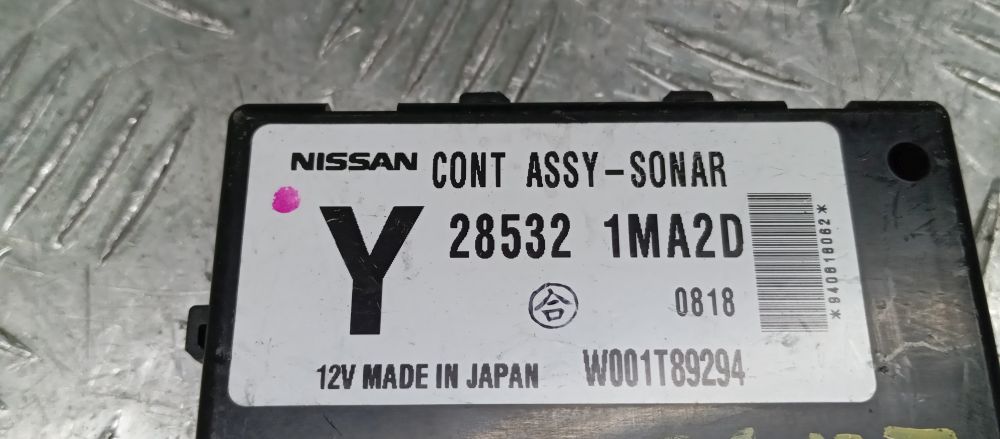 NISSAN CONT ASSY-SONAR
Y 28532 1MA2D
合 0818
12V MADE IN JAPAN W001T89294
*940818062*